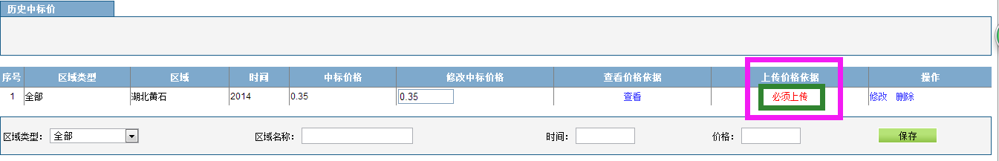 历史中标价
序号 区域类型 区域 时间 中标价格 修改中标价格 查看价格依据 上传价格依据 操作
1 全部 湖北黄石 2014 0.35 0.35 查看 必须上传 修改 删除
区域类型： 全部 区域名称： 时间： 价格： 保存